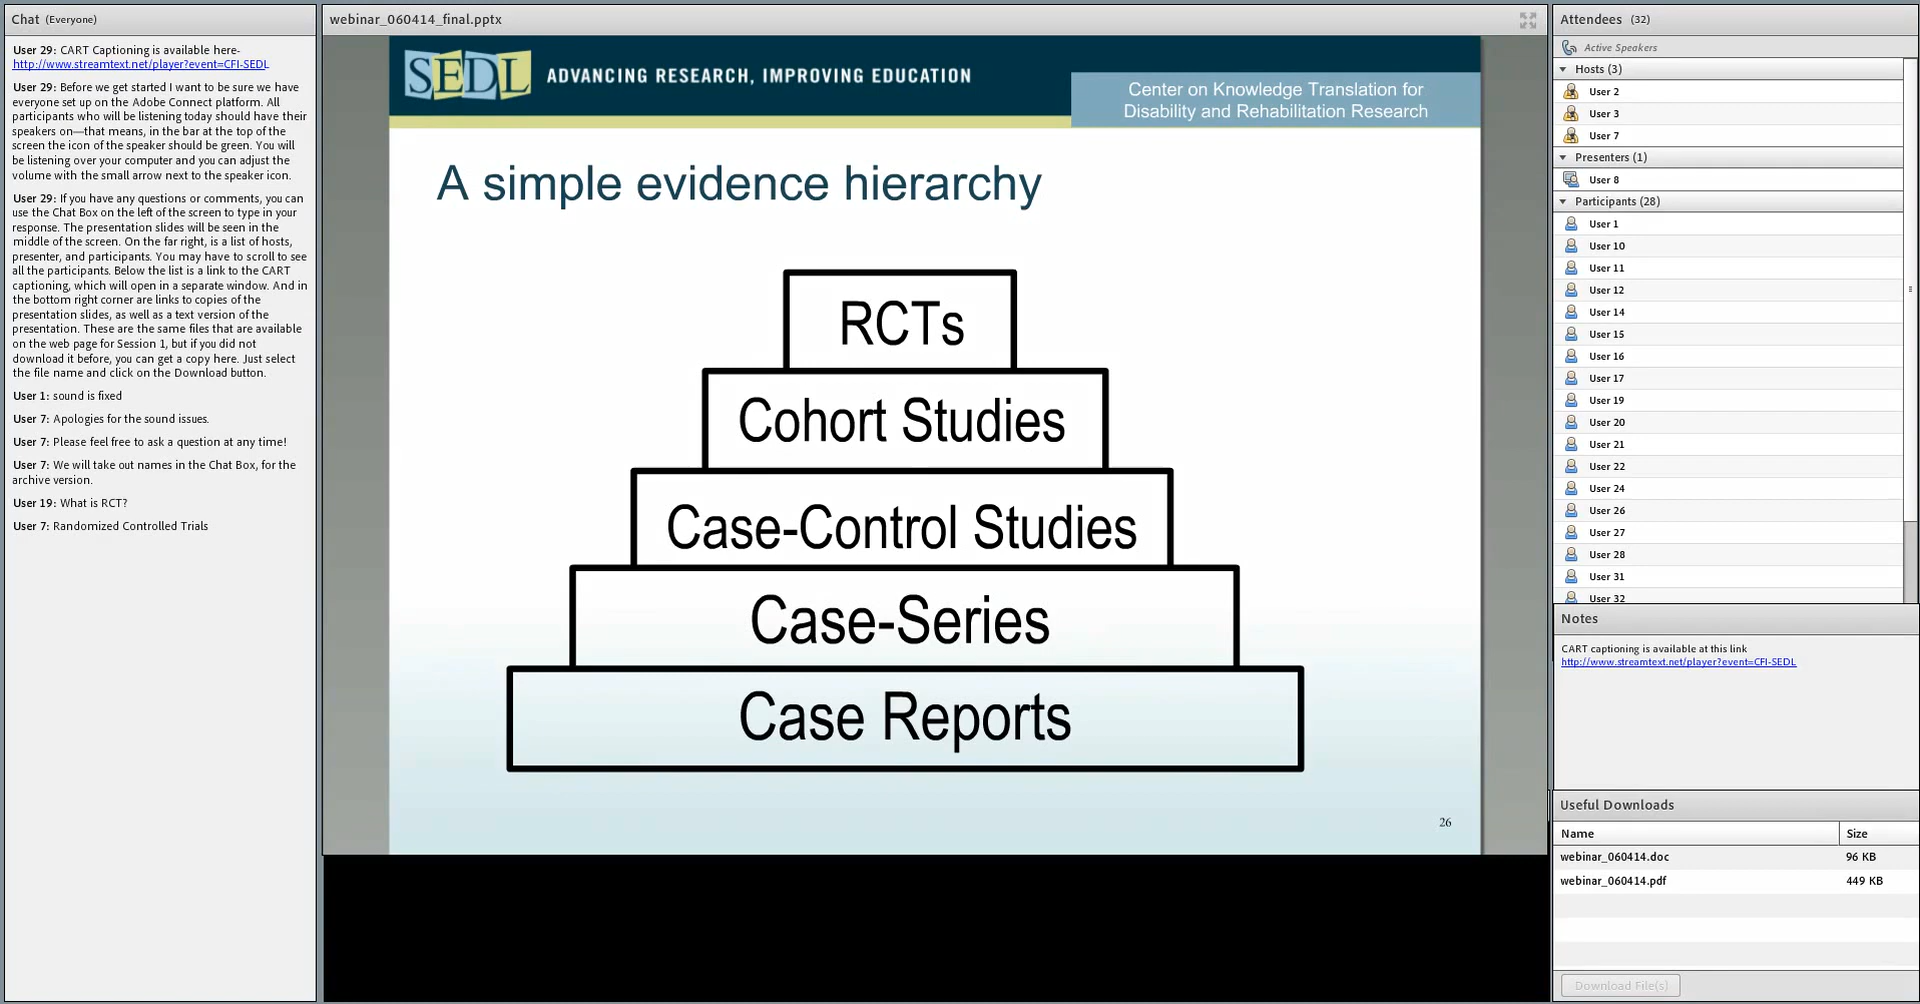 Chat (Everyone)
User 29: CART Captioning is available here-
http://www.streamtext.net/player?event=CFI-SEDL
User 29: Before we get started I want to be sure we have
everyone set up on the Adobe Connect platform. All
participants who will be listening today should have their
speakers on—that means, in the bar at the top of the
screen the icon of the speaker should be green. You will
be listening over your computer and you can adjust the
volume with the small arrow next to the speaker icon.
User 29: If you have any questions or comments, you can
use the Chat Box on the left of the screen to type in your
response. The presentation slides will be seen in the
middle of the screen. On the far right, is a list of hosts,
presenter, and participants. You may have to scroll to see
all the participants. Below the list is a link to the CART
captioning, which will open in a separate window. And in
the bottom right corner are links to copies of the
presentation slides, as well as a text version of the
presentation. These are the same files that are available
on the web page for Session 1, but if you did not
download it before, you can get a copy here. Just select
the file name and click on the Download button.
User 1: sound is fixed
User 7: Apologies for the sound issues.
User 7: Please feel free to ask a question at any time!
User 7: We will take out names in the Chat Box, for the
archive version.
User 19: What is RCT?
User 7: Randomized Controlled Trials
webinar_060414_final.pptx
SEDL ADVANCING RESEARCH, IMPROVING EDUCATION
Center on Knowledge Translation for
Disability and Rehabilitation Research
A simple evidence hierarchy
RCTs
Cohort Studies
Case-Control Studies
Case-Series
Case Reports
26
Attendees (32)
Active Speakers
Hosts (3)
User 2
User 3
User 7
Presenters (1)
User 8
Participants (28)
User 1
User 10
User 11
User 12
User 14
User 15
User 16
User 17
User 19
User 20
User 21
User 22
User 24
User 26
User 27
User 28
User 31
User 32
Notes
CART captioning is available at this link
http://www.streamtext.net/player?event=CFI-SEDL
Useful Downloads
Name Size
webinar_060414.doc 96 KB
webinar_060414.pdf 449 KB
Download File(s)